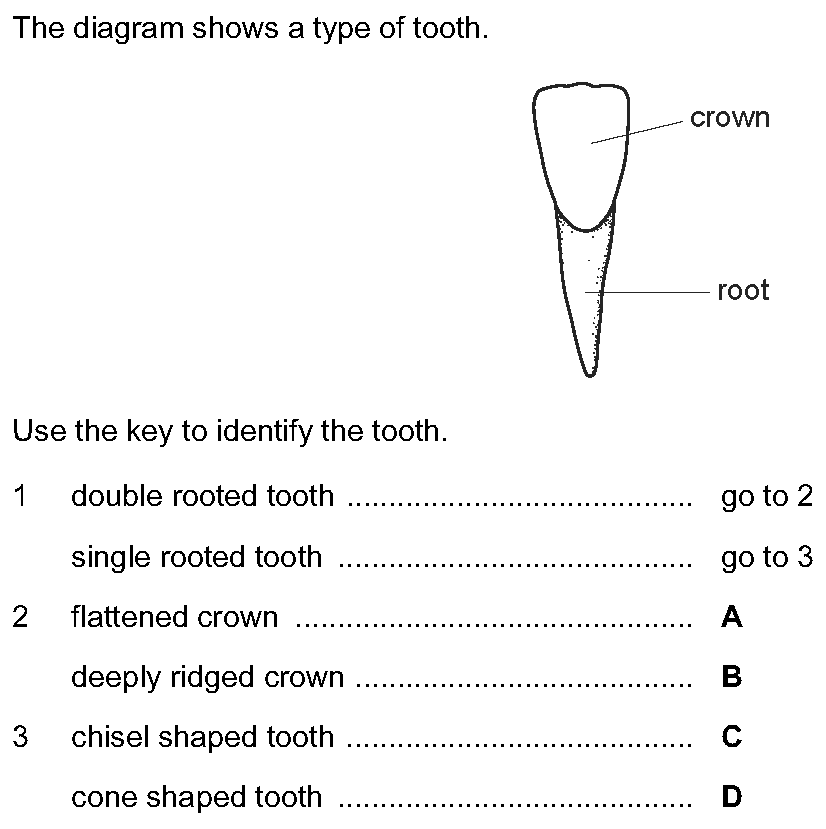 The diagram shows a type of tooth.
crown
root
Use the key to identify the tooth.
1 double rooted tooth .......................................... go to 2
single rooted tooth ........................................... go to 3
2 flattened crown ................................................ A
deeply ridged crown ......................................... B
3 chisel shaped tooth .......................................... C
cone shaped tooth ........................................... D